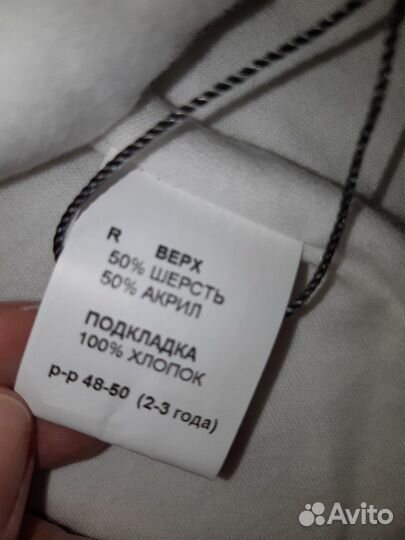 R ВЕРХ
50% ШЕРСТЬ
50% АКРИЛ
ПОДКЛАДКА
100% ХЛОПОК
р-р 48-50 (2-3 года)
Avito